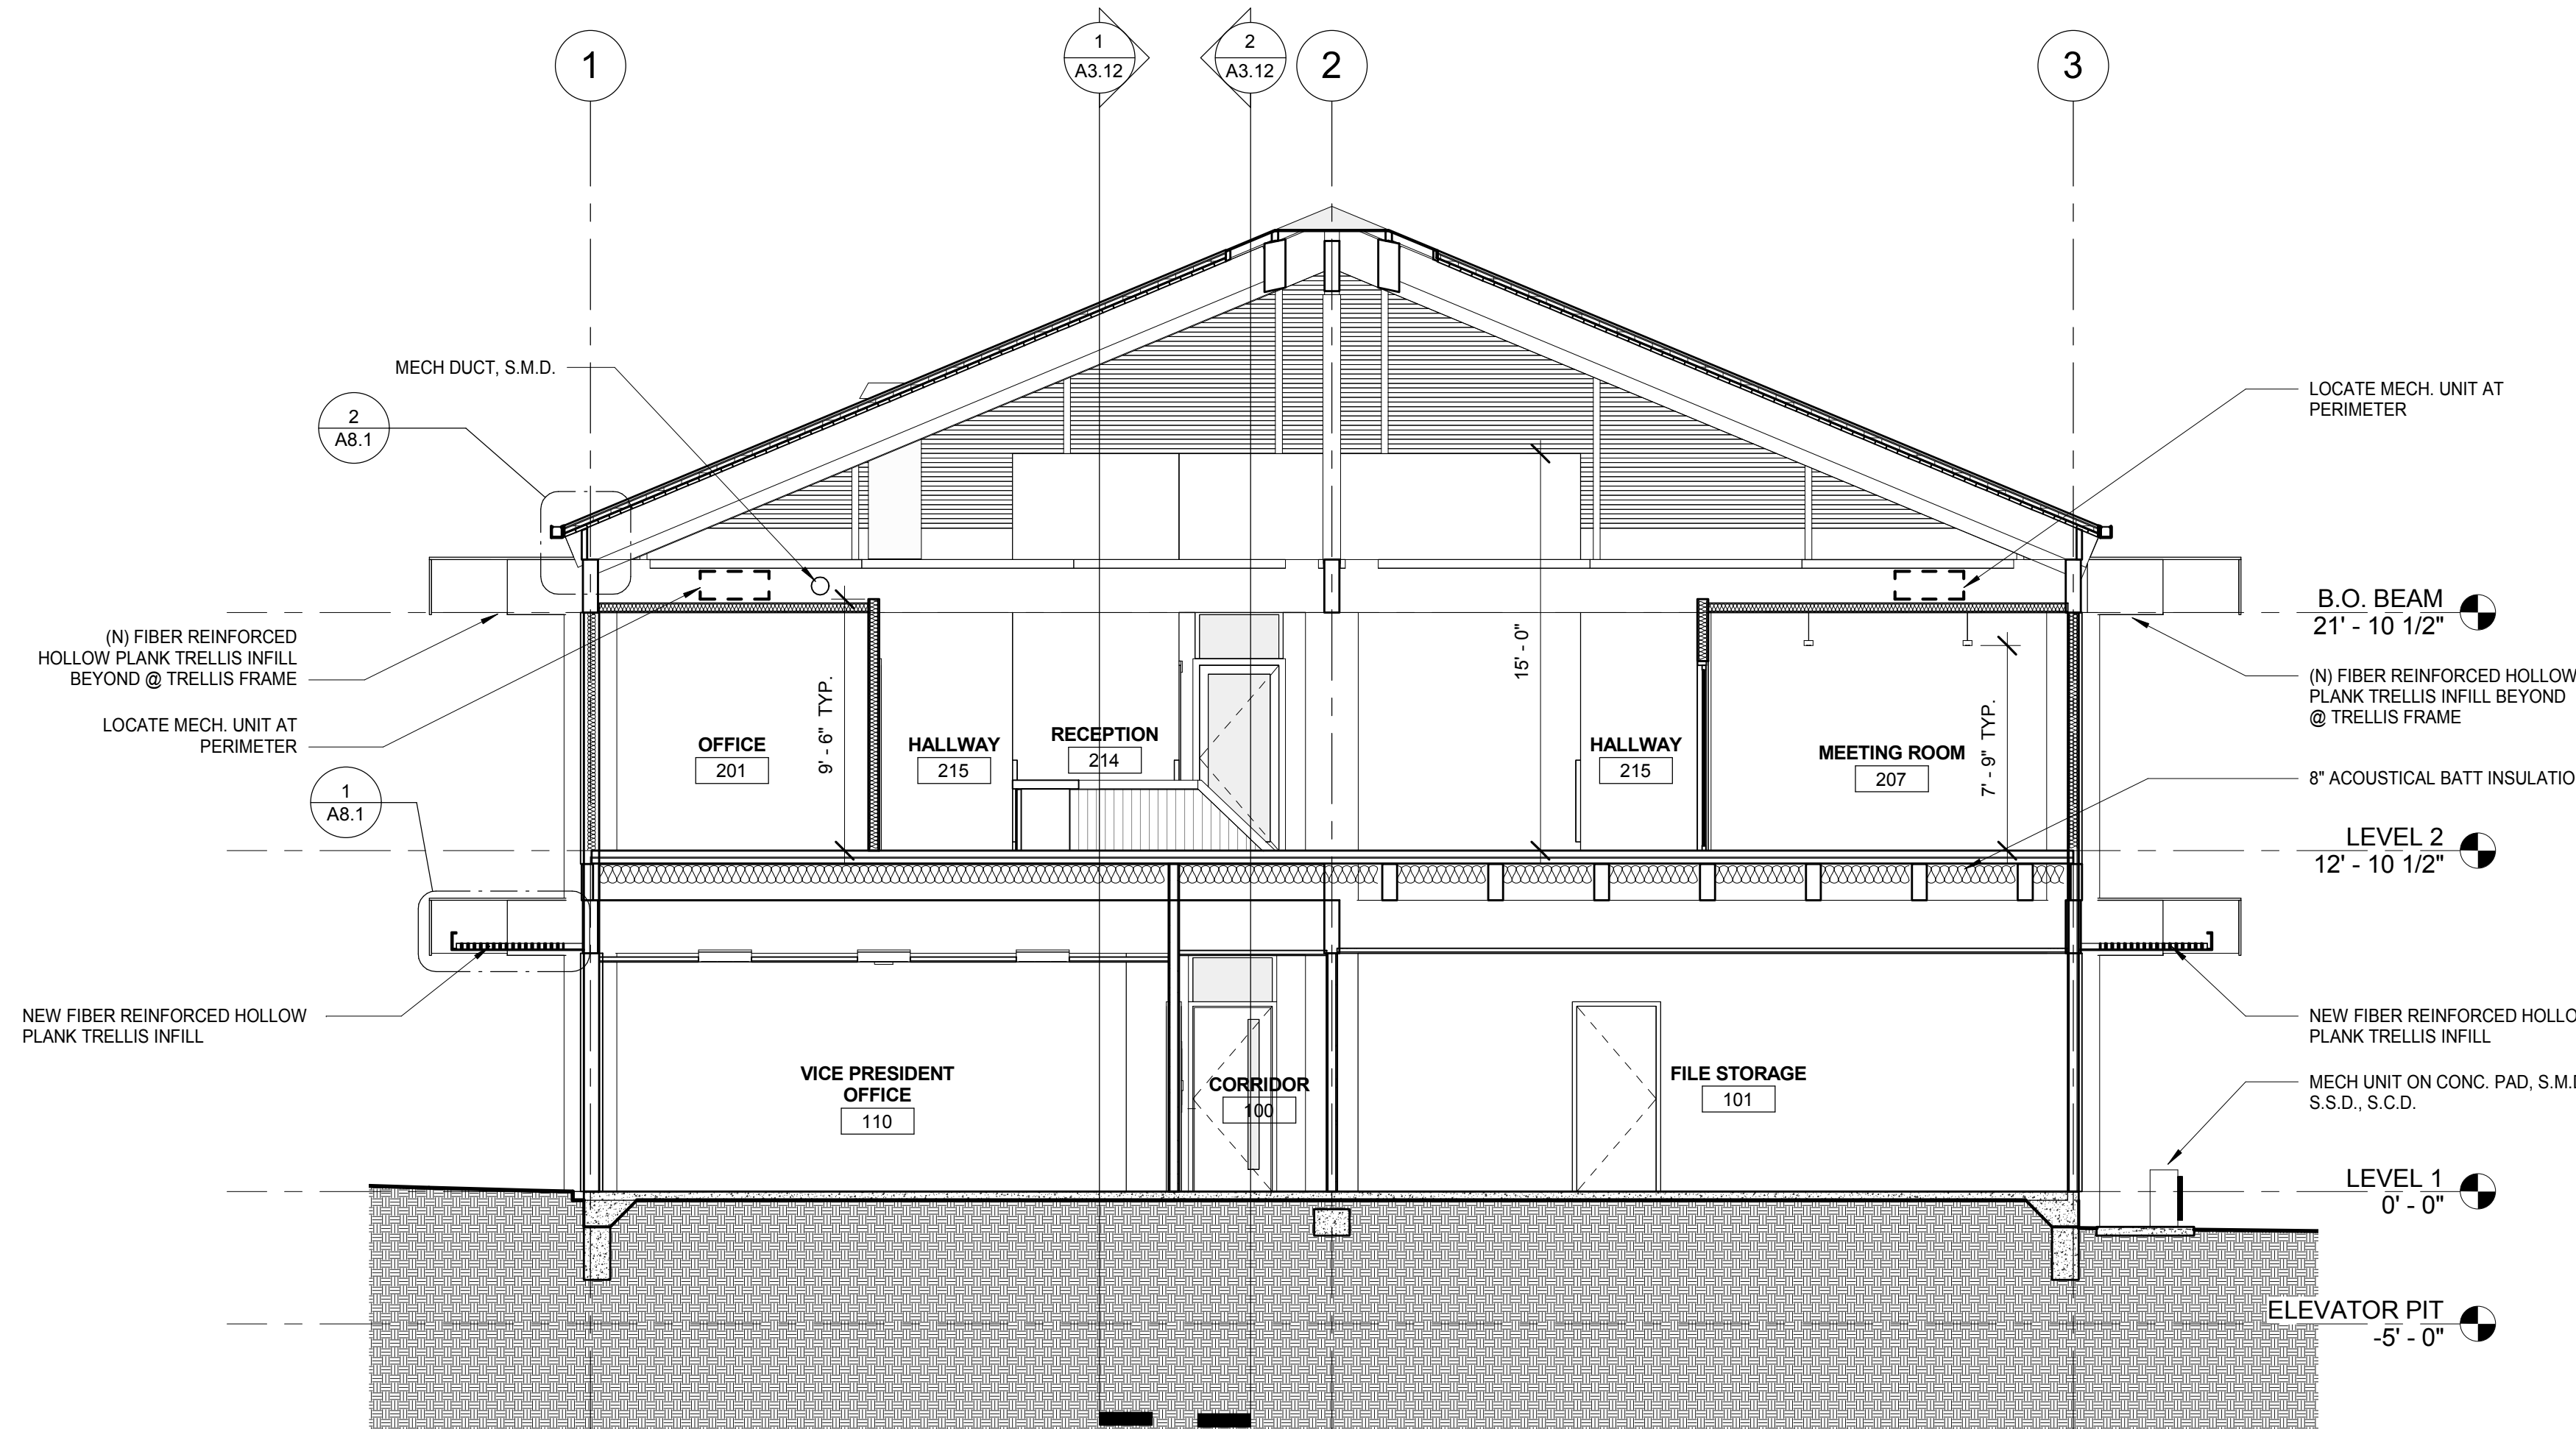 1
1
A3.12
2
A3.12
2
3
MECH DUCT, S.M.D.
2
A8.1
LOCATE MECH. UNIT AT
PERIMETER
(N) FIBER REINFORCED
HOLLOW PLANK TRELLIS INFILL
BEYOND @ TRELLIS FRAME
LOCATE MECH. UNIT AT
PERIMETER
1
A8.1
NEW FIBER REINFORCED HOLLOW
PLANK TRELLIS INFILL
OFFICE
201
9' - 6" TYP.
HALLWAY
215
RECEPTION
214
15' - 0"
HALLWAY
215
MEETING ROOM
207
7' - 9" TYP.
B.O. BEAM
21' - 10 1/2"
(N) FIBER REINFORCED HOLLOW
PLANK TRELLIS INFILL BEYOND
@ TRELLIS FRAME
8" ACOUSTICAL BATT INSULATIO
LEVEL 2
12' - 10 1/2"
VICE PRESIDENT
OFFICE
110
CORRIDOR
100
FILE STORAGE
101
NEW FIBER REINFORCED HOLLO
PLANK TRELLIS INFILL
MECH UNIT ON CONC. PAD, S.M.D
S.S.D., S.C.D.
LEVEL 1
0' - 0"
ELEVATOR PIT
-5' - 0"